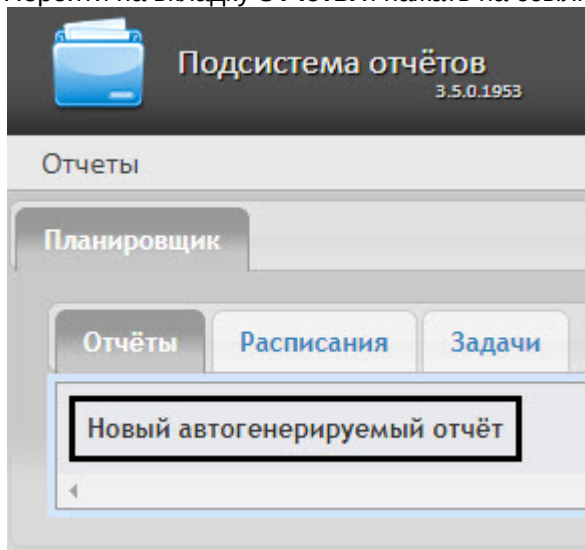 Подсистема отчётов
3.5.0.1953
Отчеты
Планировщик
Отчёты Расписания Задачи
Новый автогенерируемый отчёт